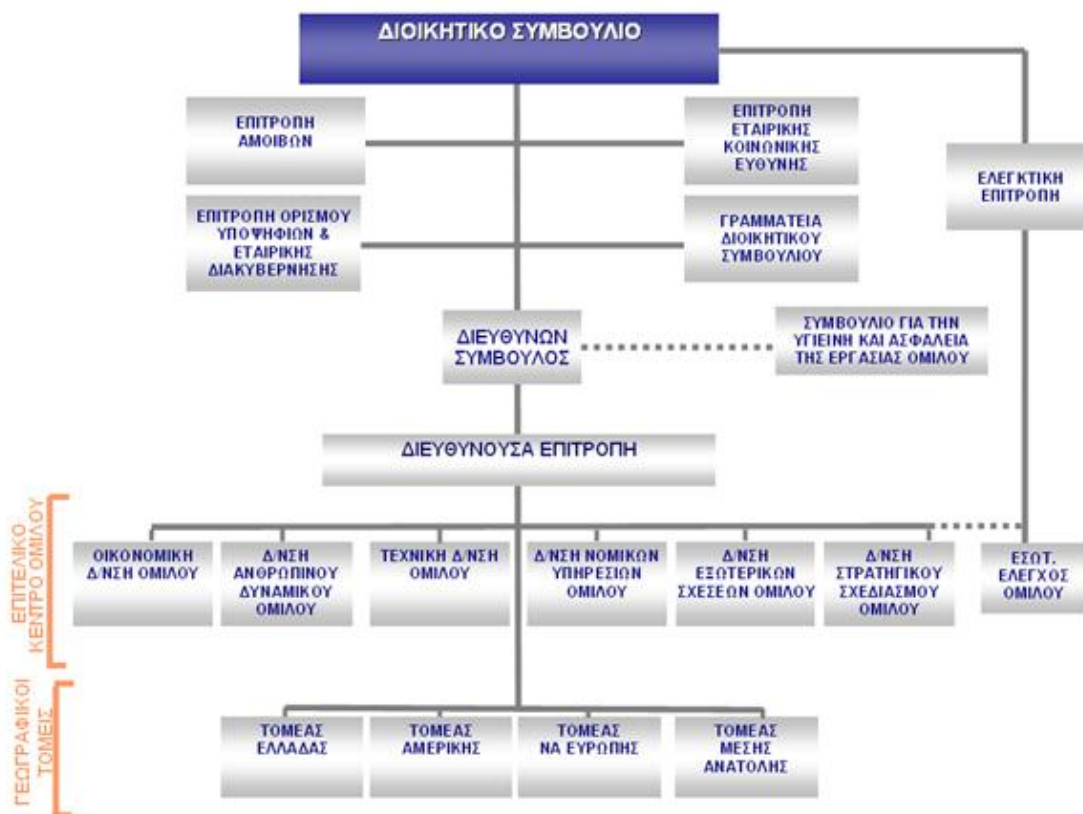 ΔΙΟΙΚΗΤΙΚΟ ΣΥΜΒΟΥΛΙΟ
ΕΠΙΤΡΟΠΗ
ΑΜΟΙΒΩΝ
ΕΠΙΤΡΟΠΗ
ΕΤΑΙΡΙΚΗΣ
ΚΟΙΝΩΝΙΚΗΣ
ΕΥΘΥΝΗΣ
ΕΛΕΓΚΤΙΚΗ
ΕΠΙΤΡΟΠΗ
ΕΠΙΤΡΟΠΗ ΟΡΙΣΜΟΥ
ΥΠΟΨΗΦΙΩΝ &
ΕΤΑΙΡΙΚΗΣ
ΔΙΑΚΥΒΕΡΝΗΣΗΣ
ΓΡΑΜΜΑΤΕΙΑ
ΔΙΟΙΚΗΤΙΚΟΥ
ΣΥΜΒΟΥΛΙΟΥ
ΔΙΕΥΘΥΝΩΝ
ΣΥΜΒΟΥΛΟΣ
ΣΥΜΒΟΥΛΙΟ ΓΙΑ ΤΗΝ
ΥΓΙΕΙΝΗ ΚΑΙ ΑΣΦΑΛΕΙΑ
ΤΗΣ ΕΡΓΑΣΙΑΣ ΟΜΙΛΟΥ
ΔΙΕΥΘΥΝΟΥΣΑ ΕΠΙΤΡΟΠΗ
ΕΠΙΤΕΛΙΚΟ
ΚΕΝΤΡΟ ΟΜΙΛΟΥ
ΟΙΚΟΝΟΜΙΚΗ
Δ/ΝΣΗ ΟΜΙΛΟΥ
Δ/ΝΣΗ
ΑΝΘΡΩΠΙΝΟΥ
ΔΥΝΑΜΙΚΟΥ
ΟΜΙΛΟΥ
ΤΕΧΝΙΚΗ Δ/ΝΣΗ
ΟΜΙΛΟΥ
Δ/ΝΣΗ ΝΟΜΙΚΩΝ
ΥΠΗΡΕΣΙΩΝ
ΟΜΙΛΟΥ
Δ/ΝΣΗ
ΕΞΩΤΕΡΙΚΩΝ
ΣΧΕΣΕΩΝ ΟΜΙΛΟΥ
Δ/ΝΣΗ
ΣΤΡΑΤΗΓΙΚΟΥ
ΣΧΕΔΙΑΣΜΟΥ
ΟΜΙΛΟΥ
ΕΣΩΤ.
ΕΛΕΓΧΟΣ
ΟΜΙΛΟΥ
ΓΕΩΓΡΑΦΙΚΟΙ
ΤΟΜΕΙΣ
ΤΟΜΕΑΣ
ΕΛΛΑΔΑΣ
ΤΟΜΕΑΣ
ΑΜΕΡΙΚΗΣ
ΤΟΜΕΑΣ
ΝΑ ΕΥΡΩΠΗΣ
ΤΟΜΕΑΣ
ΜΕΣΗΣ
ΑΝΑΤΟΛΗΣ